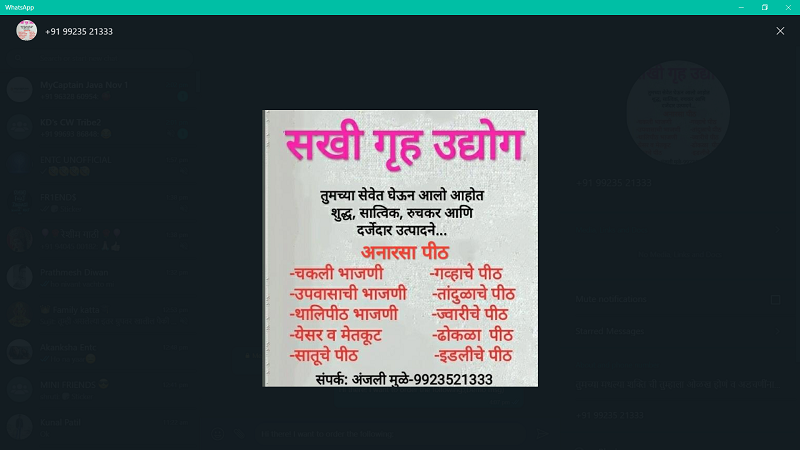 WhatsApp
+91 99235 21333
सखी गृह उद्योग
तुमच्या सेवेत घेऊन आलो आहोत
शुद्ध, सात्विक, रुचकर आणि
दर्जेदार उत्पादने...
अनारसा पीठ
-चकली भाजणी -गव्हाचे पीठ
-उपवासाची भाजणी -तांदुळाचे पीठ
-थालिपीठ भाजणी -ज्वारीचे पीठ
-येसर व मेतकूट -ढोकळा पीठ
-सातूचे पीठ -इडलीचे पीठ
संपर्क: अंजली मुळे-9923521333